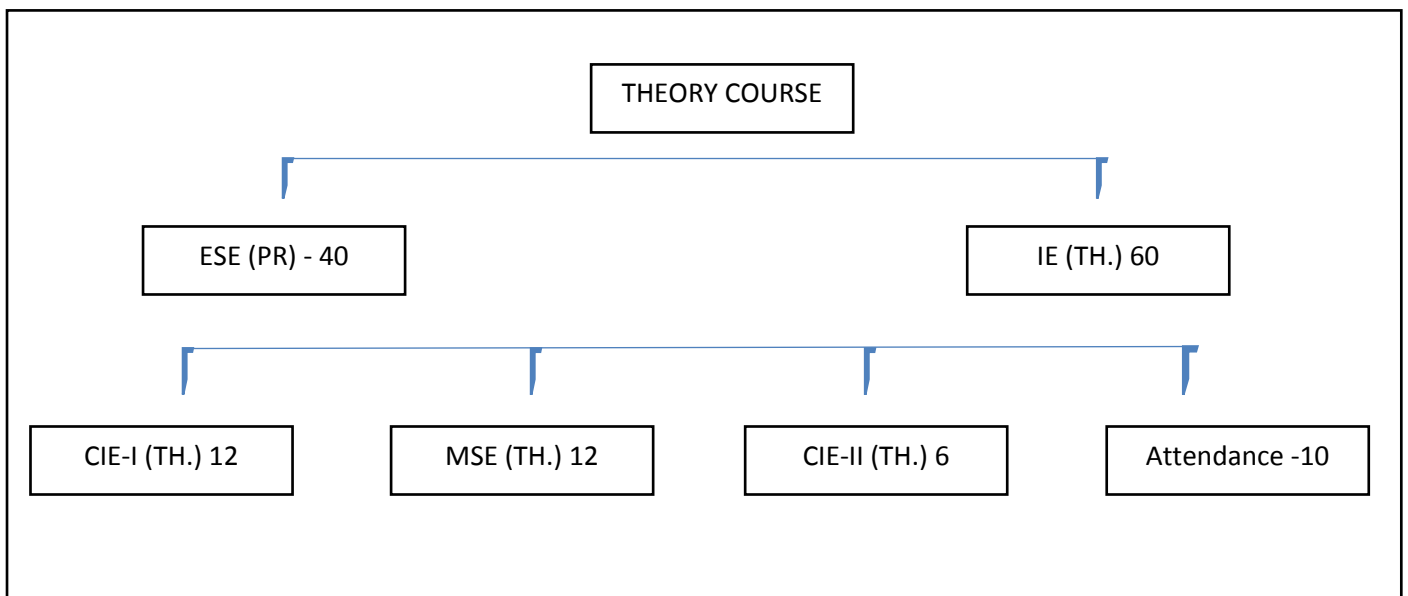 THEORY COURSE
ESE (PR) - 40
IE (TH.) 60
CIE-I (TH.) 12
MSE (TH.) 12
CIE-II (TH.) 6
Attendance -10